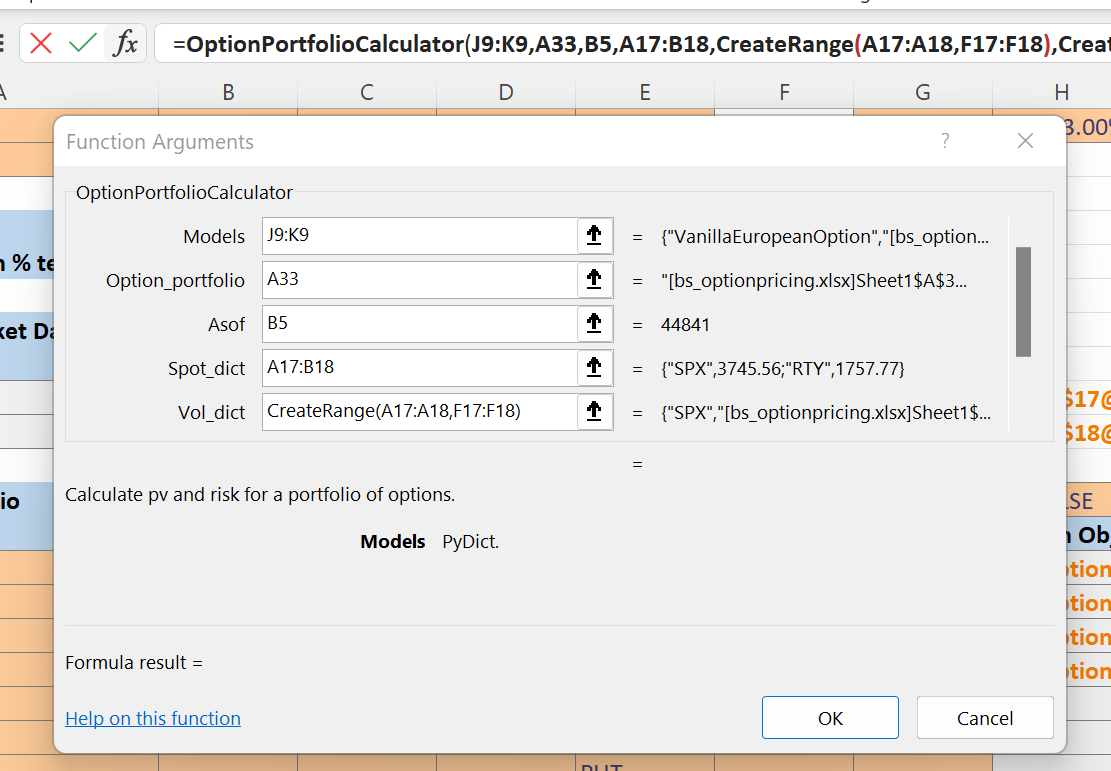 fx =OptionPortfolioCalculator(J9:K9,A33,B5,A17:B18,CreateRange(A17:A18,F17:F18),Creat
A B C D E F G H
3.00%
Function Arguments ?
OptionPortfolioCalculator
Models J9:K9 = {"VanillaEuropeanOption","[bs_option...
n % te
Option_portfolio A33 = "[bs_optionpricing.xlsx]Sheet1$A$3...
Asof B5 = 44841
ket Da
Spot_dict A17:B18 = {"SPX",3745.56;"RTY",1757.77}
$17@
Vol_dict CreateRange(A17:A18,F17:F18) = {"SPX","[bs_optionpricing.xlsx]Sheet1$...
$18@
=
Calculate pv and risk for a portfolio of options.
io
LSE
Models PyDict.
n Obj
ption
ption
ption
Formula result =
ption
Help on this function OK Cancel
PUT